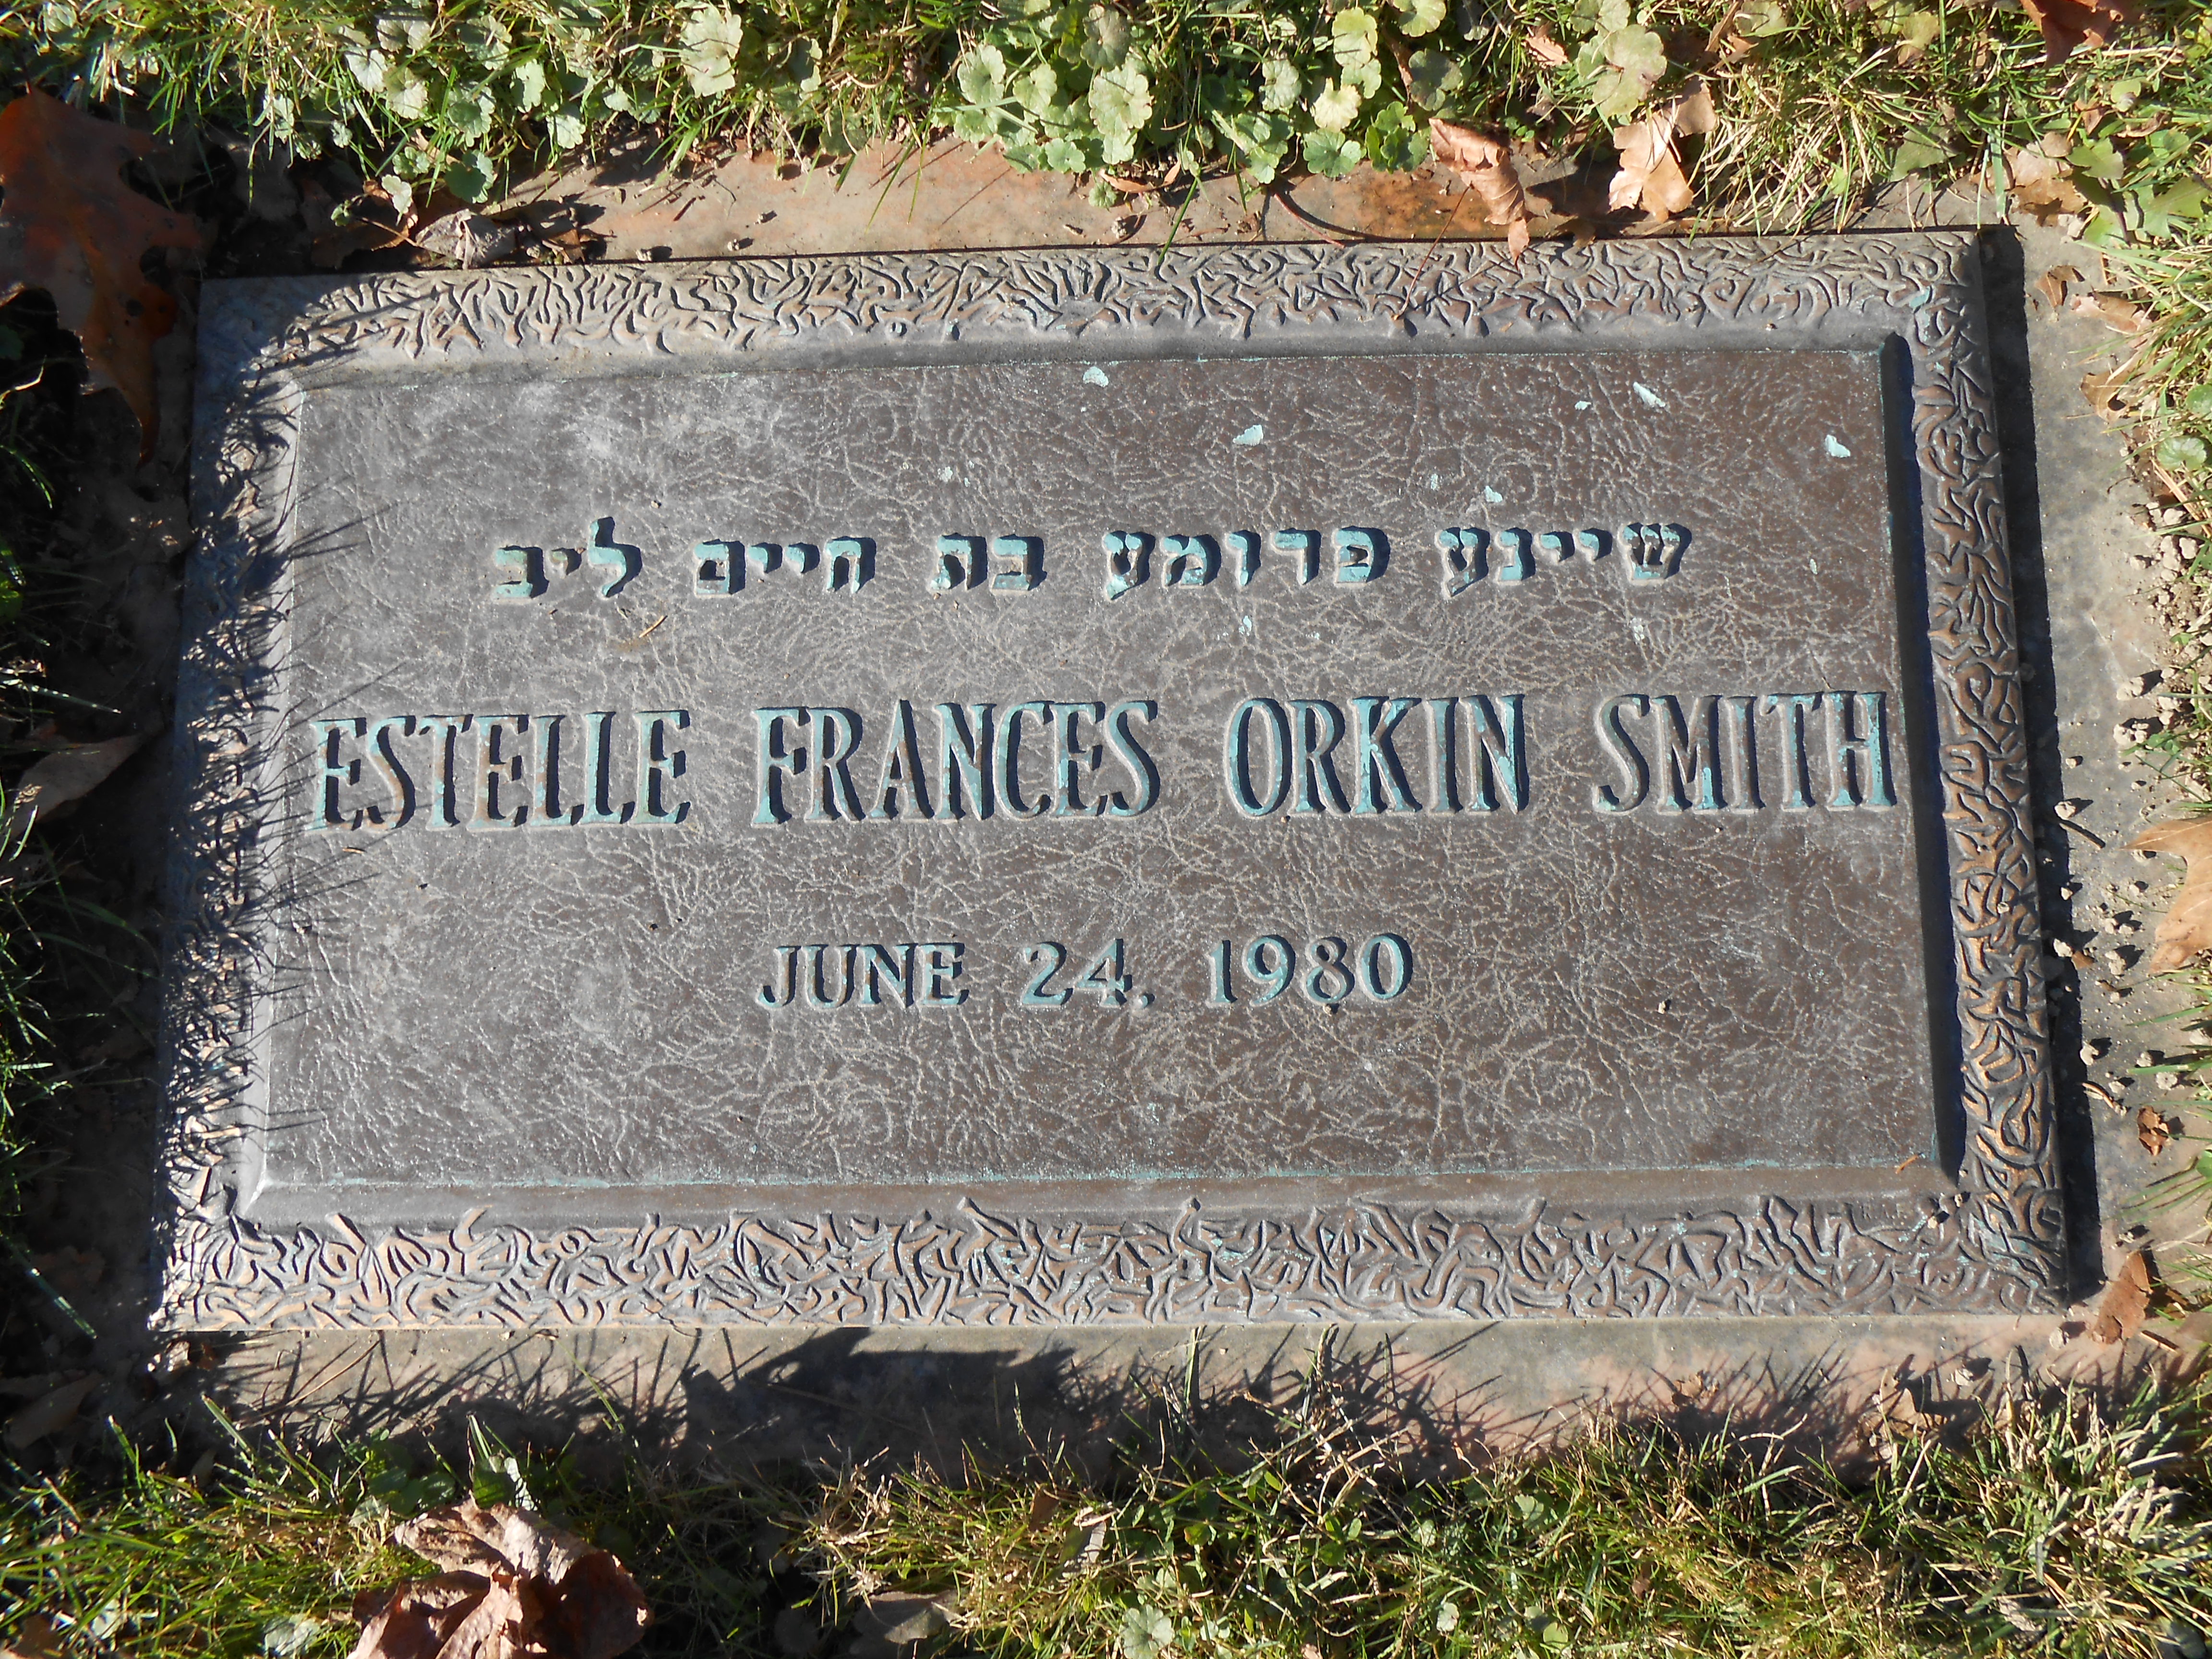 שיינע פרומע בת חיים ליב
ESTELLE FRANCES ORKIN SMITH
JUNE 24, 1980